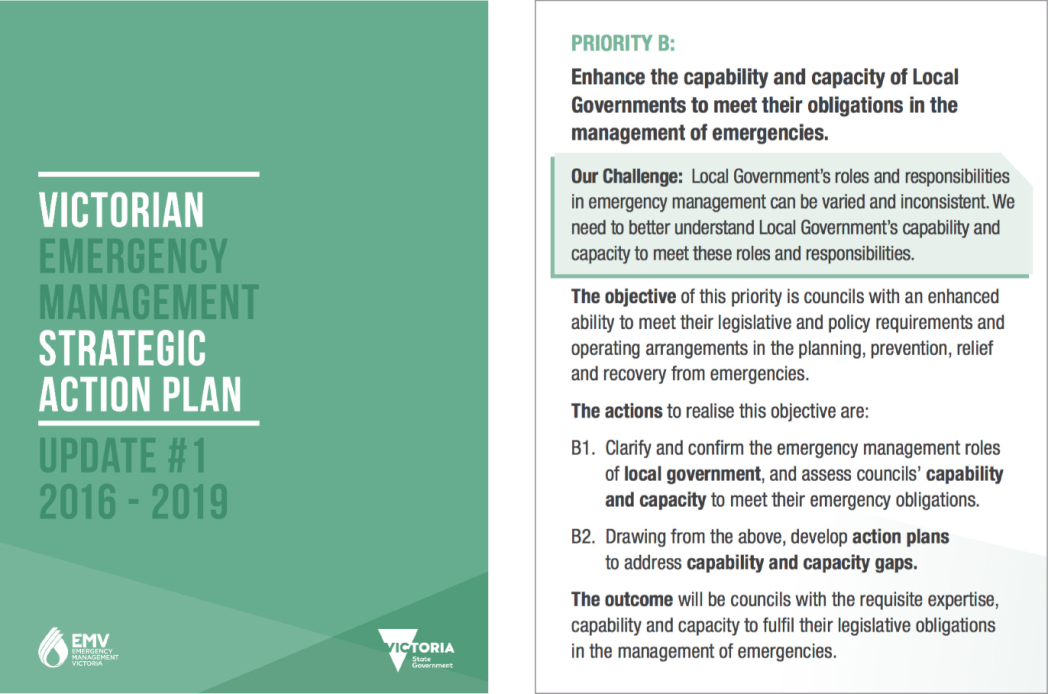 VICTORIAN
EMERGENCY
MANAGEMENT
STRATEGIC
ACTION PLAN
UPDATE #1
2016 - 2019
EMV
EMERGENCY
MANAGEMENT
VICTORIA
VICTORIA
State
Government
PRIORITY B:
Enhance the capability and capacity of Local
Governments to meet their obligations in the
management of emergencies.
Our Challenge: Local Government’s roles and responsibilities
in emergency management can be varied and inconsistent. We
need to better understand Local Government’s capability and
capacity to meet these roles and responsibilities.
The objective of this priority is councils with an enhanced
ability to meet their legislative and policy requirements and
operating arrangements in the planning, prevention, relief
and recovery from emergencies.
The actions to realise this objective are:
B1. Clarify and confirm the emergency management roles
of local government, and assess councils’ capability
and capacity to meet their emergency obligations.
B2. Drawing from the above, develop action plans
to address capability and capacity gaps.
The outcome will be councils with the requisite expertise,
capability and capacity to fulfil their legislative obligations
in the management of emergencies.